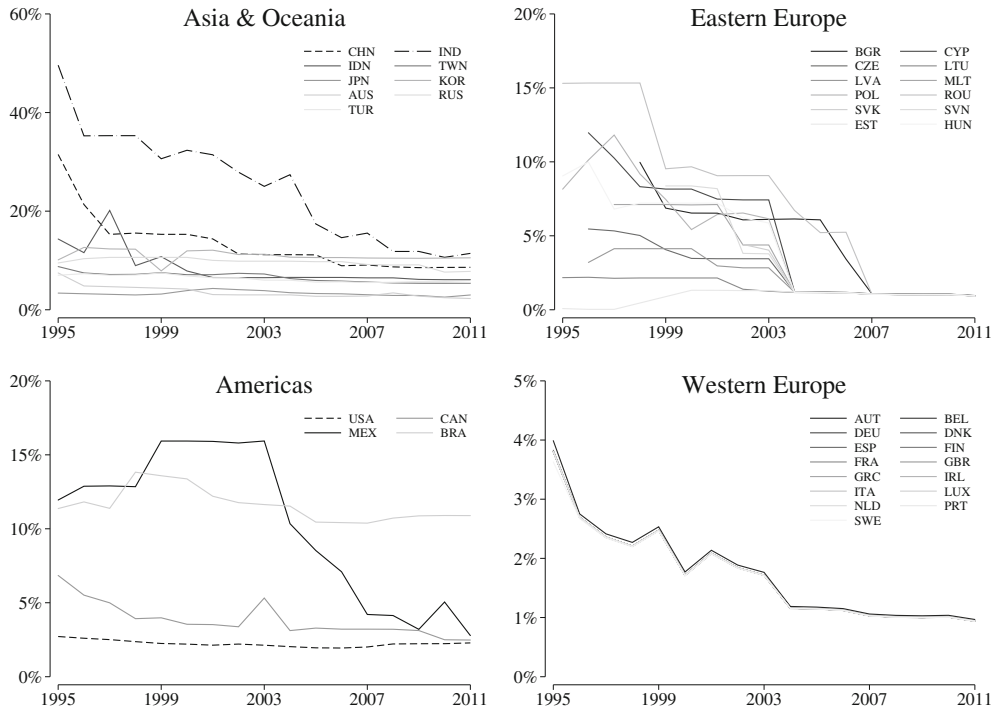 Asia & Oceania
60%
40%
20%
0%
CHN IND
IDN TWN
JPN KOR
AUS RUS
TUR
1995 1999 2003 2007 2011
Eastern Europe
20%
15%
10%
5%
0%
BGR CYP
CZE LTU
LVA MLT
POL ROU
SVK SVN
EST HUN
1995 1999 2003 2007 2011
Americas
20%
15%
10%
5%
0%
USA CAN
MEX BRA
1995 1999 2003 2007 2011
Western Europe
5%
4%
3%
2%
1%
0%
AUT BEL
DEU DNK
ESP FIN
FRA GBR
GRC IRL
ITA LUX
NLD PRT
SWE
1995 1999 2003 2007 2011